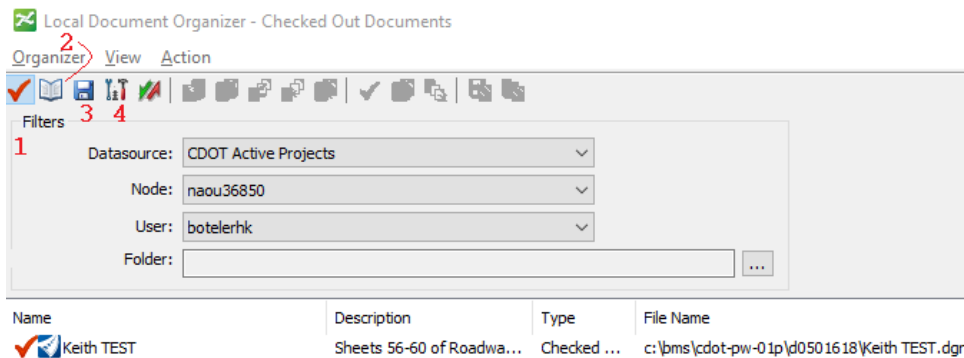 Local Document Organizer - Checked Out Documents
2
Organizer View Action
3 4
Filters
1
Datasource: CDOT Active Projects
Node: naou36850
User: botelerhk
Folder: ...
Name Description Type File Name
Keith TEST Sheets 56-60 of Roadwa... Checked ... c:\bms\cdot-pw-01p\d0501618\Keith TEST.dgn